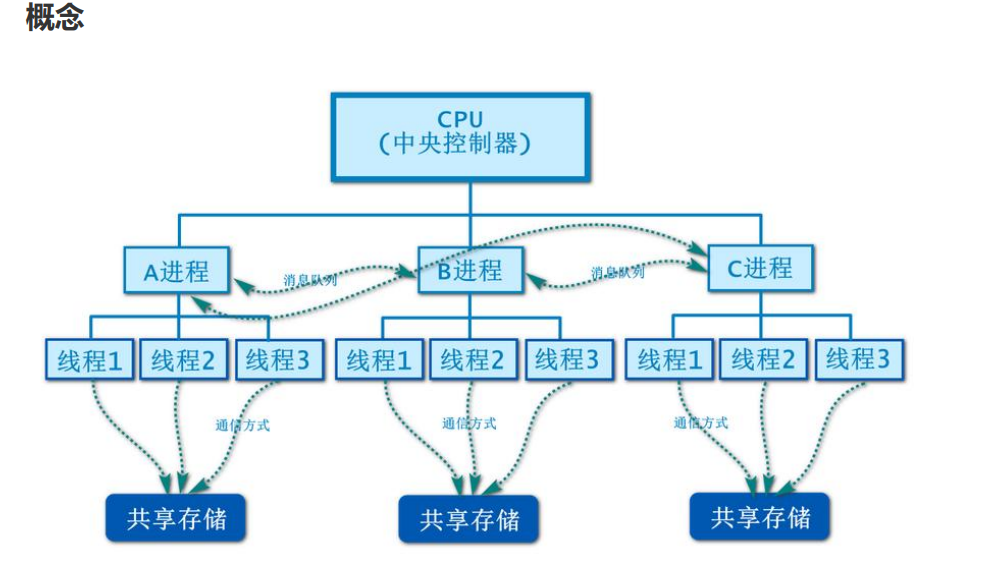 概念
CPU
(中央控制器)
A进程
消息队列
B进程
消息队列
C进程
线程1
线程2
线程3
线程1
线程2
线程3
线程1
线程2
线程3
通信方式
通信方式
通信方式
共享存储
共享存储
共享存储